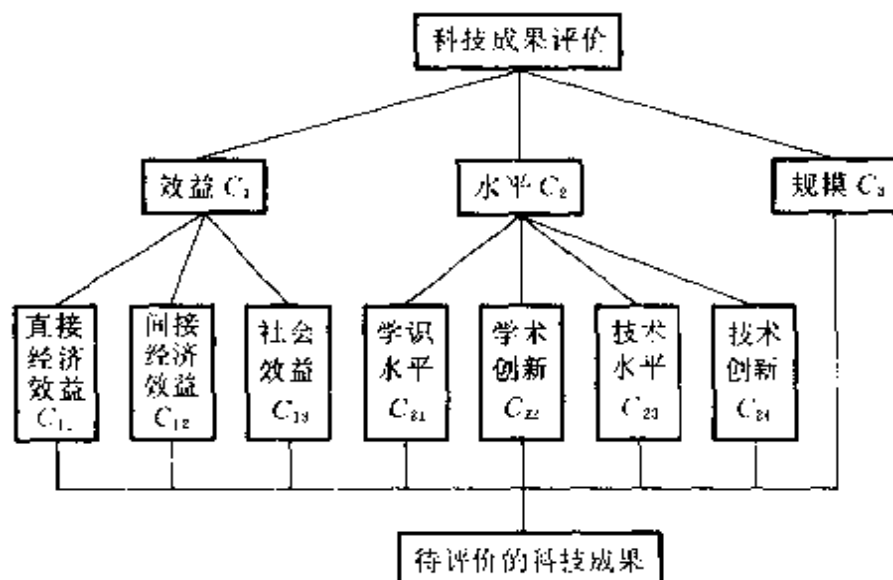 科技成果评价
效益 C₁
水平 C₂
规模 C₃
直接
经济
效益
C₁₁
间接
经济
效益
C₁₂
社会
效益
C₁₃
学识
水平
C₂₁
学术
创新
C₂₂
技术
水平
C₂₃
技术
创新
C₂₄
待评价的科技成果